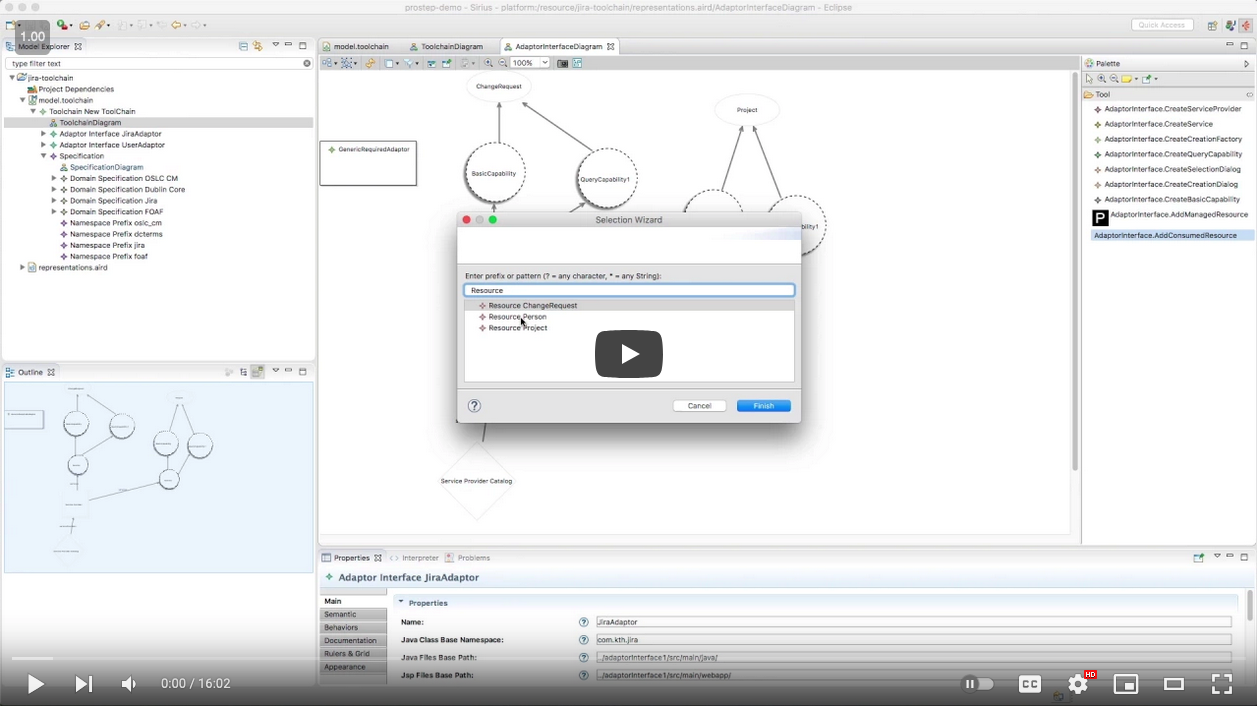 prostep-demo - Sirius - platform:/resource/jira-toolchain/representations.aird/AdaptorInterfaceDiagram - Eclipse
1.00
Quick Access
Model Explorer
type filter text
jira-toolchain
Project Dependencies
model.toolchain
Toolchain New ToolChain
ToolchainDiagram
Adaptor Interface JiraAdaptor
Adaptor Interface UserAdaptor
Specification
SpecificationDiagram
Domain Specification OSLC CM
Domain Specification Dublin Core
Domain Specification Jira
Domain Specification FOAF
Namespace Prefix oslc_cm
Namespace Prefix dcterms
Namespace Prefix jira
Namespace Prefix foaf
representations.aird
Outline
model.toolchain
ToolchainDiagram
AdaptorInterfaceDiagram
100%
ChangeRequest
Project
GenericRequiredAdaptor
BasicCapability
QueryCapability1
Service Provider Catalog
Selection Wizard
Enter prefix or pattern (? = any character, * = any String):
Resource
Resource ChangeRequest
Resource Person
Resource Project
?
Cancel
Finish
Palette
Tool
AdaptorInterface.CreateServiceProvider
AdaptorInterface.CreateService
AdaptorInterface.CreateCreationFactory
AdaptorInterface.CreateQueryCapability
AdaptorInterface.CreateSelectionDialog
AdaptorInterface.CreateCreationDialog
AdaptorInterface.CreateBasicCapability
P AdaptorInterface.AddManagedResource
AdaptorInterface.AddConsumedResource
Properties
Interpreter
Problems
Adaptor Interface JiraAdaptor
Main
Semantic
Behaviors
Documentation
Rulers & Grid
Appearance
Properties
Name: ? JiraAdaptor
Java Class Base Namespace: ? com.kth.jira
Java Files Base Path: ? ../adaptorInterface1/src/main/java/
Jsp Files Base Path: ? ../adaptorInterface1/src/main/webapp/
0:00 / 16:02
CC
HD